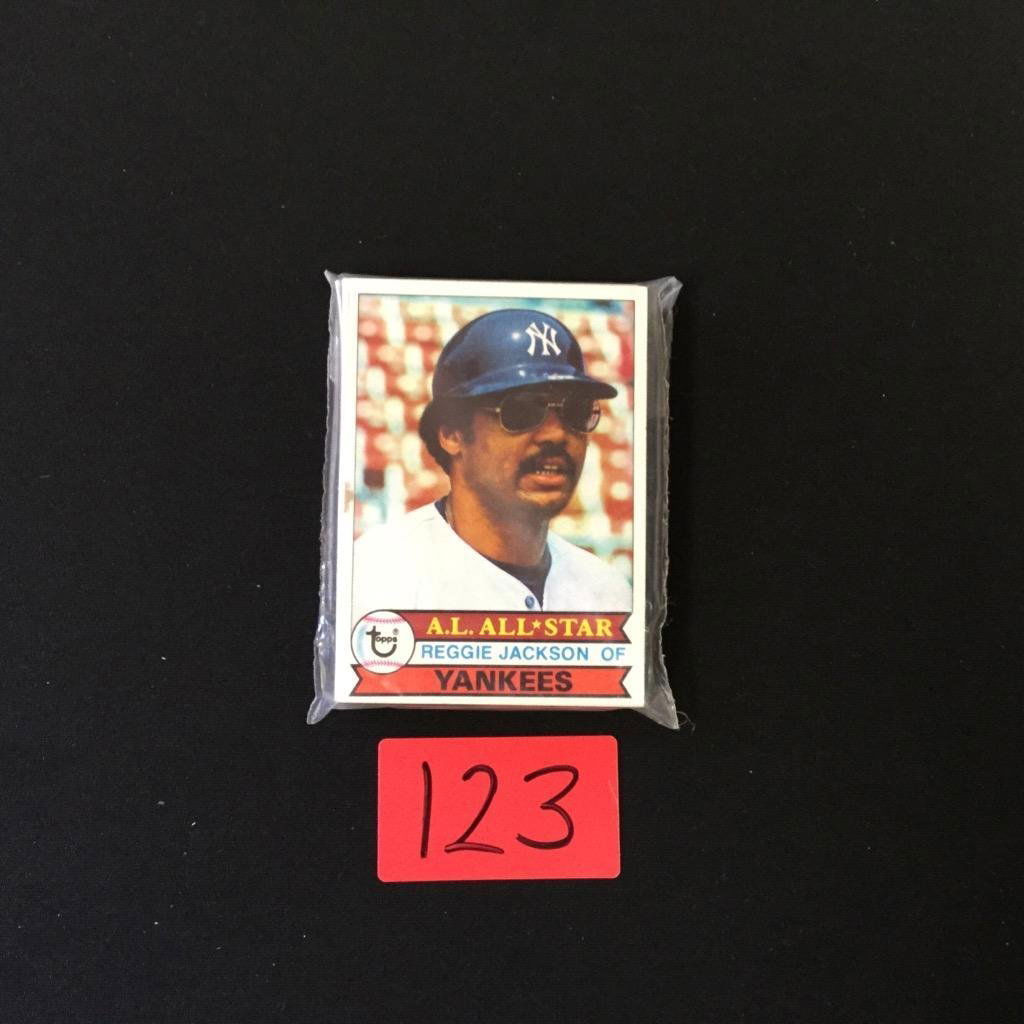 NY
A.L. ALL★STAR
topps®
REGGIE JACKSON OF
YANKEES
123